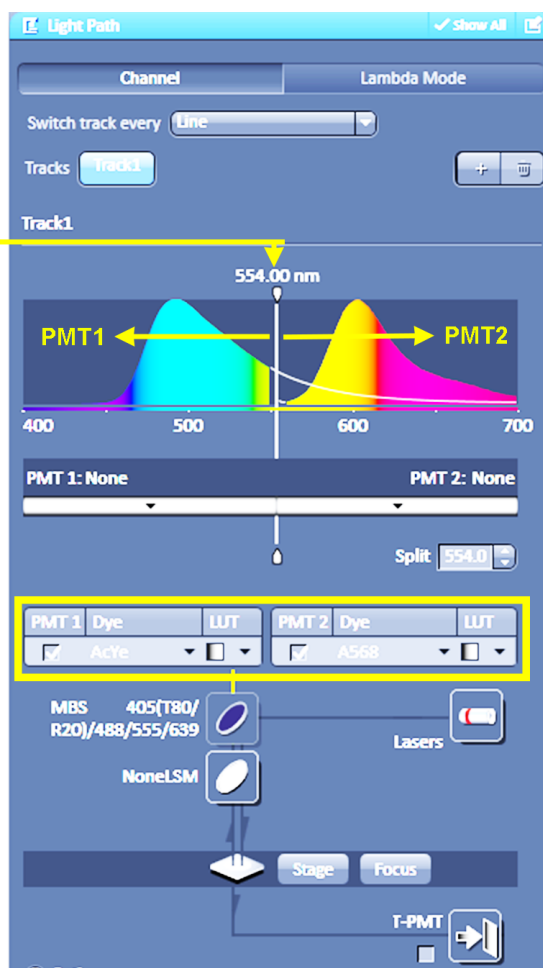 Light Path Show All
Channel Lambda Mode
Switch track every Line
Tracks Track1 +
Track1
554.00 nm
PMT1 PMT2
400 500 600 700
PMT 1: None PMT 2: None
Split 554.0
PMT 1 Dye LUT PMT 2 Dye LUT
AcYe A568
MBS 405(T80/
R20)/488/555/639
Lasers
NoneLSM
Stage Focus
T-PMT